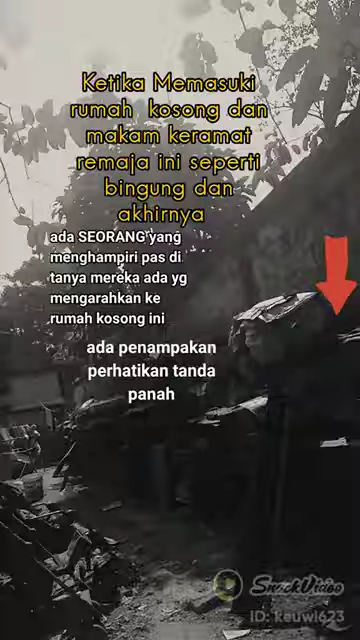 Ketika Memasuki
rumah kosong dan
makam keramat
remaja ini seperti
bingung dan
akhirnya
ada SEORANG yang
menghampiri pas di
tanya mereka ada yg
mengarahkan ke
rumah kosong ini
ada penampakan
perhatikan tanda
panah
SnackVideo
ID: keuwi623